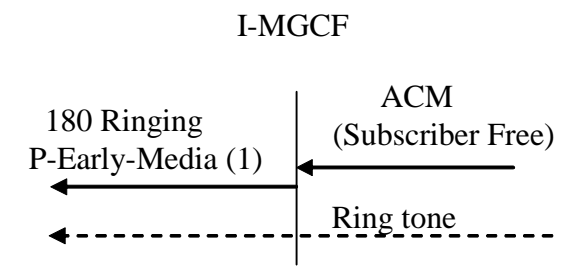 I-MGCF
ACM
180 Ringing
(Subscriber Free)
P-Early-Media (1)
Ring tone